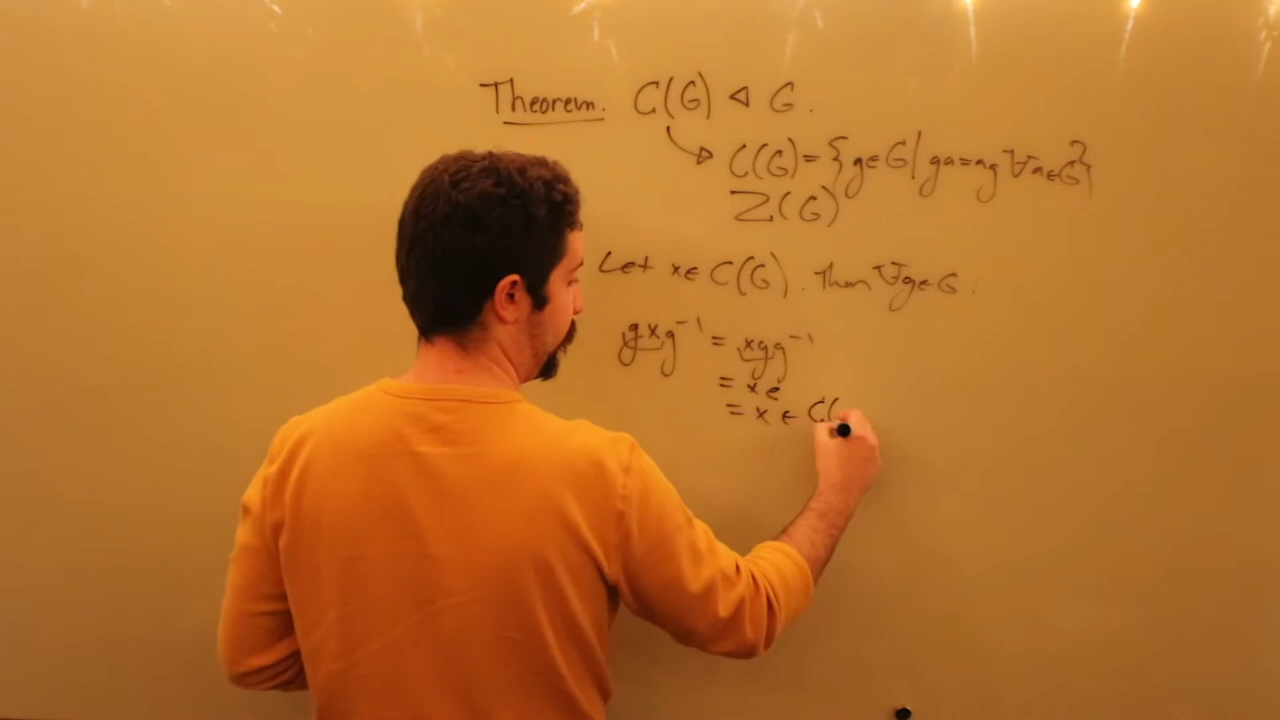 Theorem. C(G) ◁ G.
C(G)={g∈G|ga=ag ∀a∈G}
Z(G)
Let x∈ C(G). Then ∀g∈G:
gxg⁻¹ = xgg⁻¹
= xe
= x ∈ C(